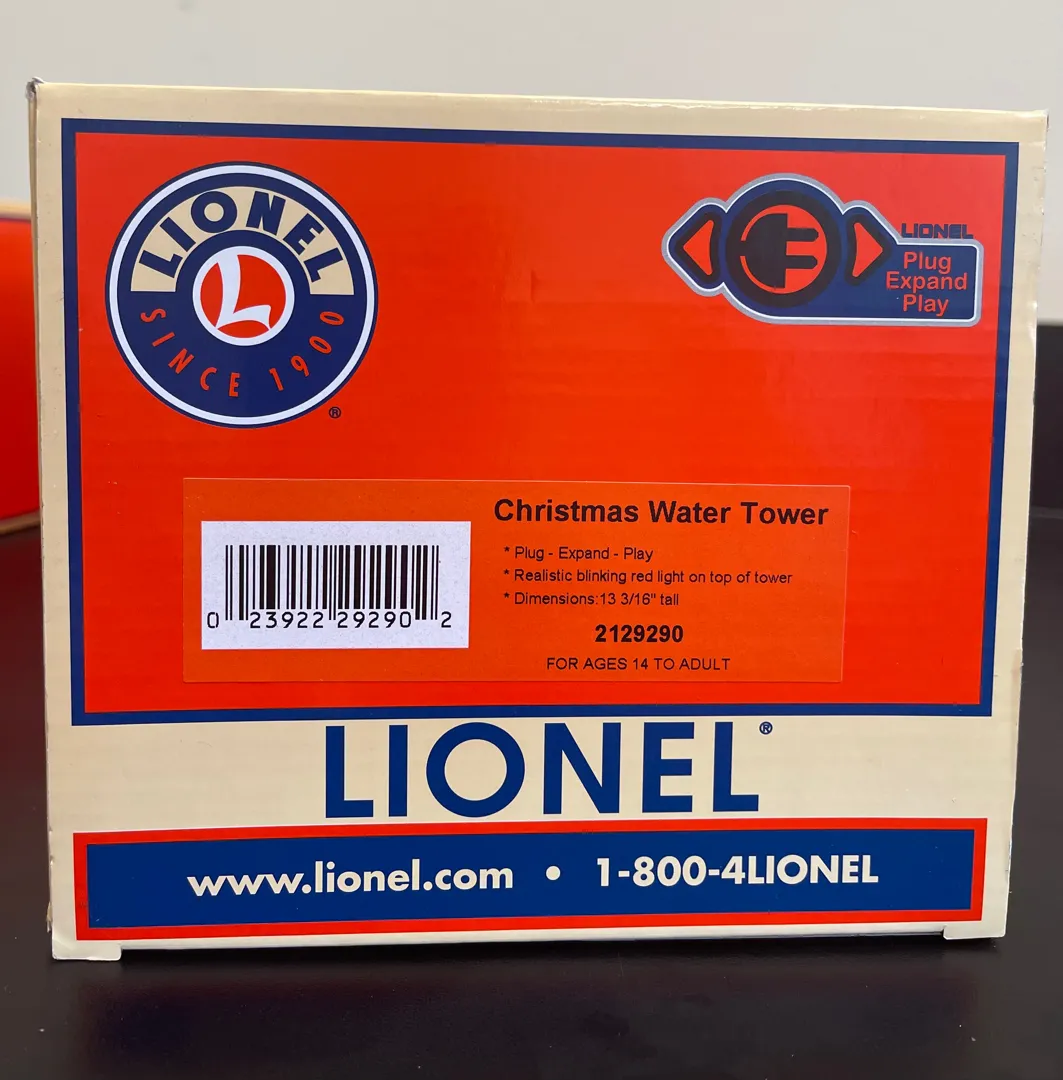 LIONEL
SINCE 1900
®
LIONEL
Plug
Expand
Play
Christmas Water Tower
* Plug - Expand - Play
* Realistic blinking red light on top of tower
* Dimensions:13 3/16" tall
2129290
FOR AGES 14 TO ADULT
0 23922 29290 2
LIONEL®
www.lionel.com • 1-800-4LIONEL